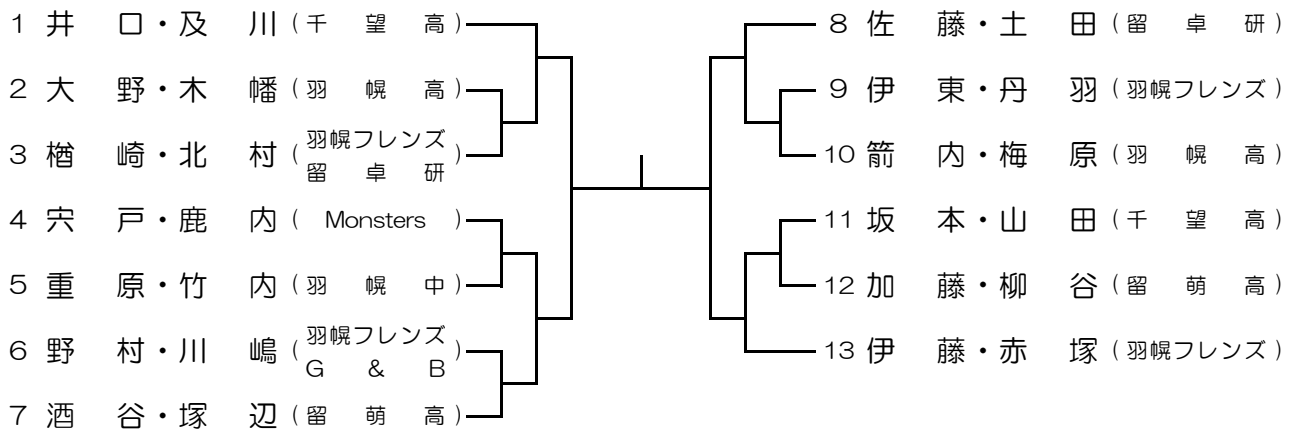 1 井口・及川 (千望高)
2 大野・木幡 (羽幌高)
3 楢崎・北村 (羽幌フレンズ
留卓研)
4 宍戸・鹿内 (Monsters)
5 重原・竹内 (羽幌中)
6 野村・川嶋 (羽幌フレンズ
G & B)
7 酒谷・塚辺 (留萌高)
8 佐藤・土田 (留卓研)
9 伊東・丹羽 (羽幌フレンズ)
10 箭内・梅原 (羽幌高)
11 坂本・山田 (千望高)
12 加藤・柳谷 (留萌高)
13 伊藤・赤塚 (羽幌フレンズ)